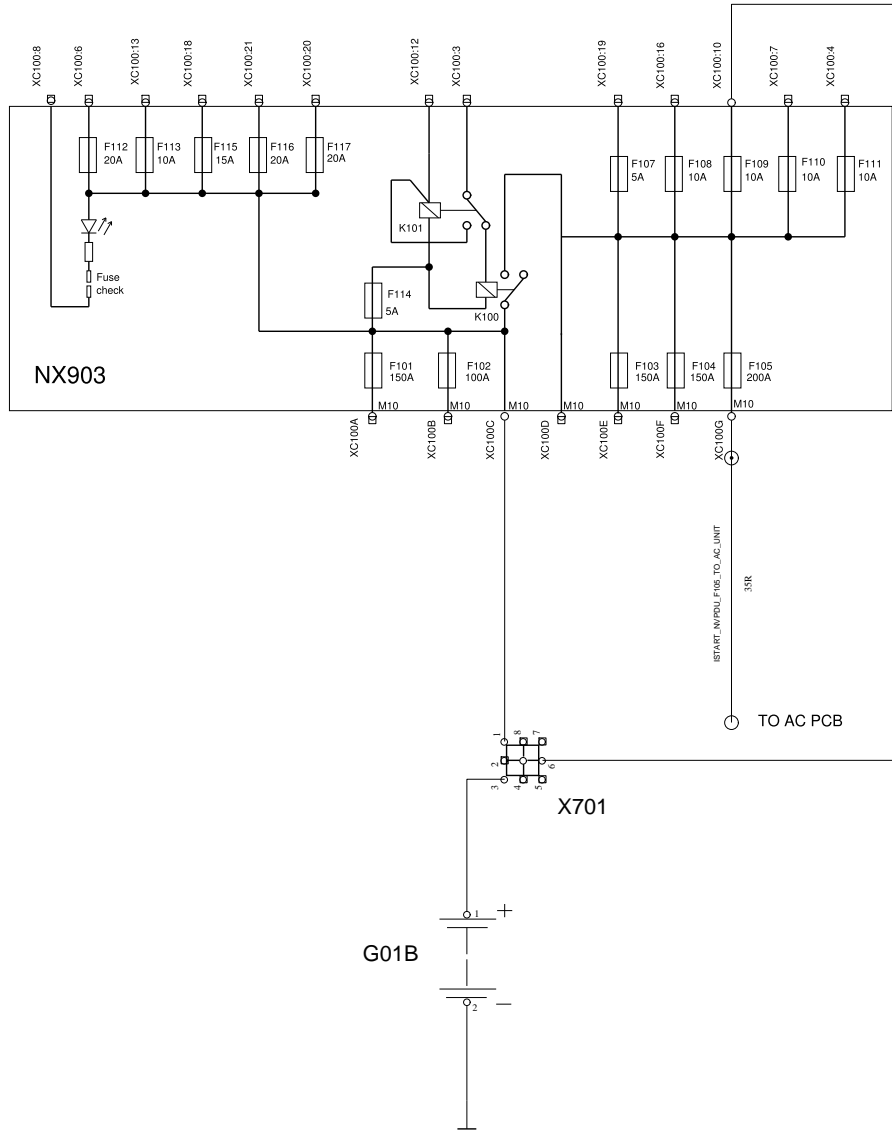 XC100:8
XC100:6
XC100:13
XC100:18
XC100:21
XC100:20
XC100:12
XC100:3
XC100:19
XC100:16
XC100:10
XC100:7
XC100:4
F112
20A
F113
10A
F115
15A
F116
20A
F117
20A
F107
5A
F108
10A
F109
10A
F110
10A
F111
10A
K101
Fuse
check
F114
5A
K100
NX903
F101
150A
F102
100A
F103
150A
F104
150A
F105
200A
M10
M10
M10
M10
M10
M10
M10
XC100A
XC100B
XC100C
XC100D
XC100E
XC100F
XC100G
ISTART_NVPDU_F105_TO_AC_UNIT
35R
TO AC PCB
1
8
7
2
6
3
4
5
X701
1
+
G01B
2
—